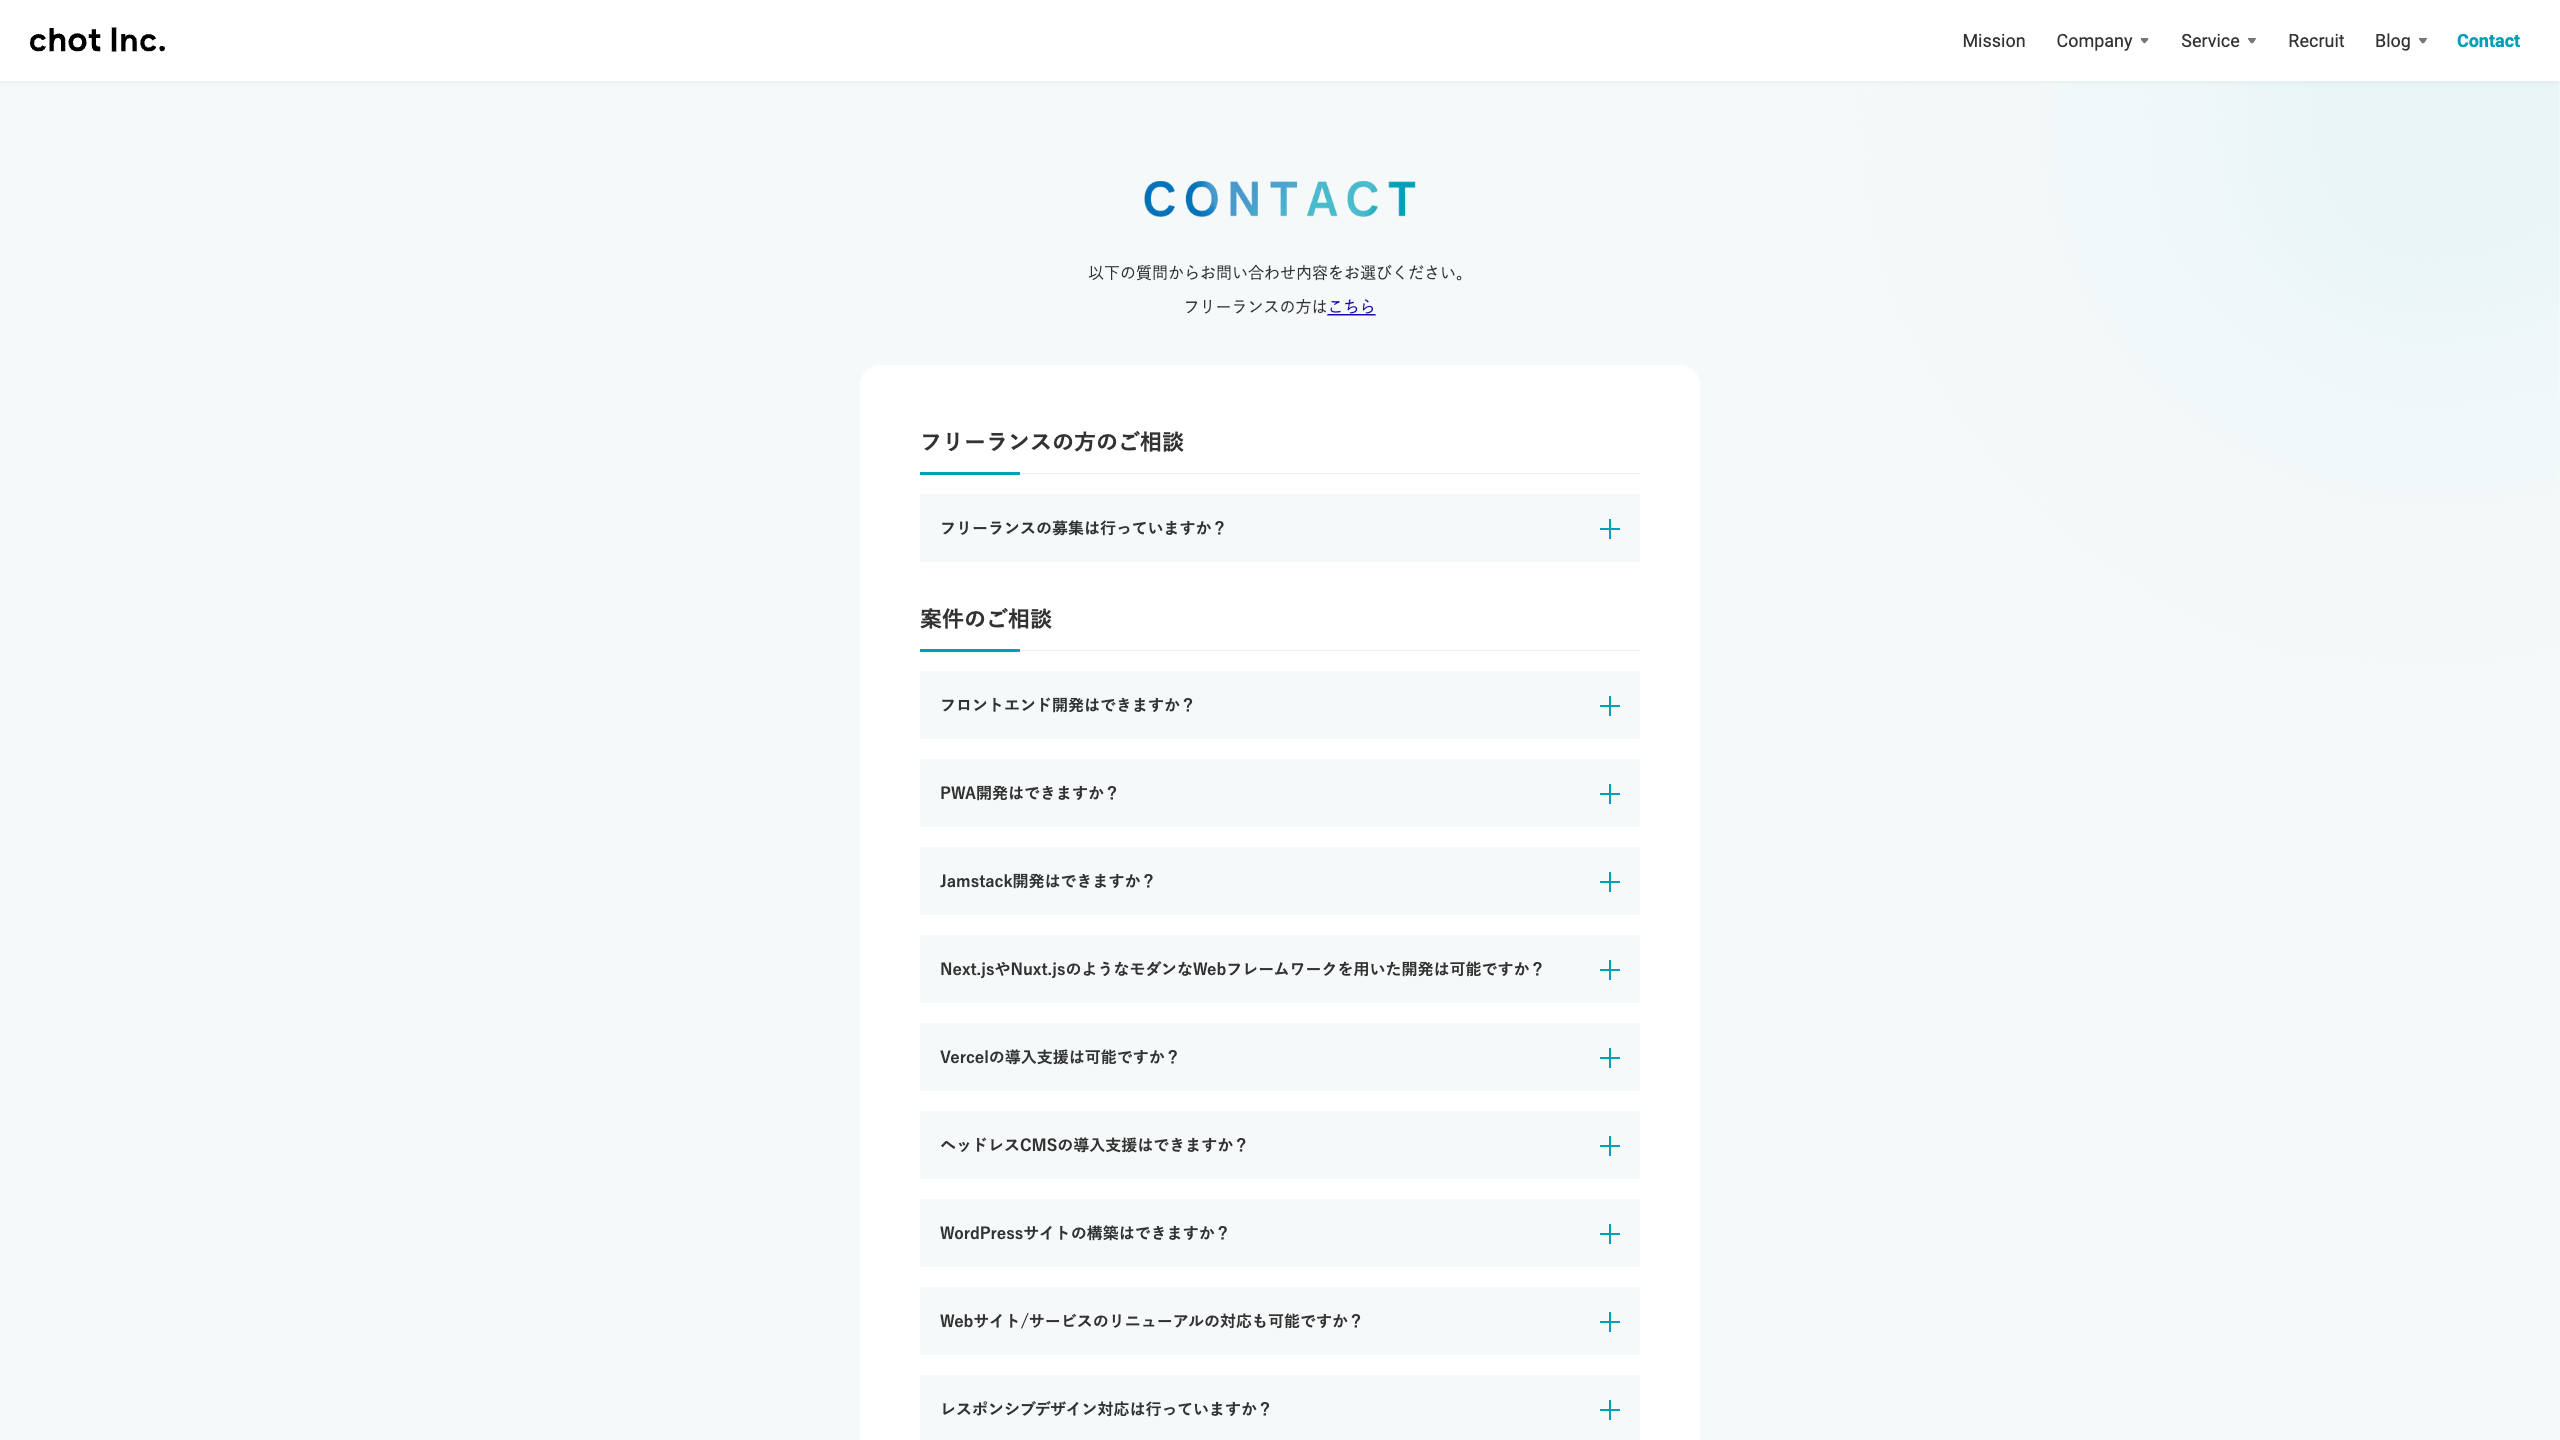 chot Inc.
Mission Company Service Recruit Blog Contact
CONTACT
以下の質問からお問い合わせ内容をお選びください。
フリーランスの方はこちら
フリーランスの方のご相談
フリーランスの募集は行っていますか？
案件のご相談
フロントエンド開発はできますか？
PWA開発はできますか？
Jamstack開発はできますか？
Next.jsやNuxt.jsのようなモダンなWebフレームワークを用いた開発は可能ですか？
Vercelの導入支援は可能ですか？
ヘッドレスCMSの導入支援はできますか？
WordPressサイトの構築はできますか？
Webサイト/サービスのリニューアルの対応も可能ですか？
レスポンシブデザイン対応は行っていますか？